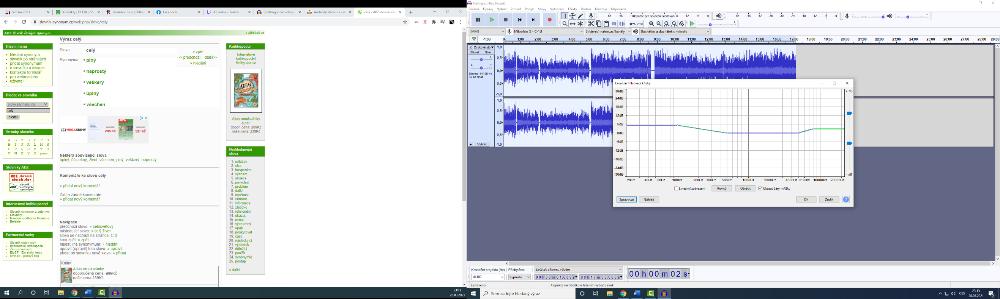 Sčítání 2021
Kontakty | DELTA - SŠ
Hudební zvuk | Odbo
Facebook
Agraelus - Twitch
Splitting a recording i
Audacity Versions - A
celý - ABZ slovník čes
slovnik-synonym.cz/web.php/slovo/cely
ABZ slovník českých synonym
» přihlásit se
Hlavní menu
hledání synonym
slovník po stránkách
přidat synonymum
o slovníku a diskuze
kontaktní formulář
pro webmastery
uživatel
Hledat ve slovníku
slovo začínající na
celý
hledat
Stránky slovníku
A B C D E F G
H I J K L M N
O P Q R S T U
V W X Y Z přidáno
Slovníky ABZ
ABZ slovník
cizích slov
ABZ slovník českých synonym
Internetové knihkupectví
Slovník synonym a antonym
Slovníky
Naučná a odborná literatura
Beletrie
Partnerské weby
Slovník cizích slov
Internetové knihkupectví
Žena v knihách
EloST - Elo stolní tenis
Švih.cz - golfový hcp
Výraz celý
Slovo: celý
» zpět
<<předchozí další>>
» hledání
Synonyma:
• plný
• naprostý
• veškerý
• úplný
• všechen
MEGAKNIHY
286 Kč
-10%
585 Kč
521 Kč
Některá související slova
úplný, částečný, život, všechen, plný, veškerý, naprostý
Komentáře ke slovu celý
» přidat nový komentář
Zatím žádné komentáře.
» přidat nový komentář
Navigace
předchozí slovo: » celosvětový
následující slovo: » celý život
slovo se nachází na stránce: C:3
krok zpět: » zpět
hledat jiné synonymum: » hledání
upravit (opravit) toto slovo: » upravit
přidat do slovníku nové slovo: » přidat
Knihy
Atlas omalovánky
doporučená cena: 299Kč
naše cena:239Kč
Knihkupectví
Internetové
knihkupectví
Knihy.abz.cz
ATLAS
Atlas omalovánky
autor:
dopor. cena: 299Kč
naše cena: 239Kč
Nejhledanější
slova
1. miláček
2. slza
3. huspenina
4. význam
5. situace
6. povrchní
7. problém
8. další
9. možnost
10. věrnost
11. informace
12. zlatíčko
13. relevantní
14. ukázat
15. uvést
16. významný
17. opak
18. poskytovat
19. část
20. následující
21. výsledek
22. důležitý
23. použít
24. synonymie
25. postup
» další
23:13
28.03.2021
NahrejTo_Hlas_Projekt
Soubor Úpravy Vybrat Pohled Pohyb Stopy Vytvoření Efekty Rozbor Nástroje Nápověda
L
P
-54 -48 Klepněte pro spuštění sledování 8 -12 -6 0
L
P
-54 -48 -42 -36 -30 -24 -18 -12 -6 0
MME
Mikrofon (2 - C-1U
2 (stereo) nahrávací kanály
Sluchátko u sluchátek s mikrofo
-1:00 0 1:00 2:00 3:00 4:00 5:00 6:00 7:00 8:00 9:00 10:00 11:00 12:00 13:00 14:00 15:00 16:00 17:00 18:00 19:00 20:00 21:00 22:00 23:00 24:00 25:00 26:00 27:00 28:00 29:00
Zvuková sto
Ztlumit Sólo
- +
L P
Stereo, 44100 Hz
32 bit float
Vybrat
1,0
0,5
0,0
-0,5
-1,0
1,0
0,5
0,0
-0,5
-1,0
Ekvalizér filtrovací křivky
30dB
24dB
18dB
12dB
6dB
0dB
-6dB
-12dB
-18dB
-24dB
-30dB
+ dB
- dB
20Hz 40Hz 60Hz 100Hz 200Hz 300Hz 500Hz 1000Hz 2000Hz 4000Hz 6100Hz 10000Hz 20000Hz
Lineární zobrazení
Rovný
Obrátit
Ukázat čáry mřížky
Spravovat
Náhled
OK
Zrušit
?
Kmitočet projektu (Hz)
Přichytávat
Začátek a konec výběru
44100
Vypnuto
00 h 00 m 01.609 s
00 h 17 m 08.060 s
00 h 00 m 02 s
Zastaveno.
Klepněte na tlačítko a tažením vyberte zvuk
Sem zadejte hledaný výraz
CES
23:13
28.03.2021